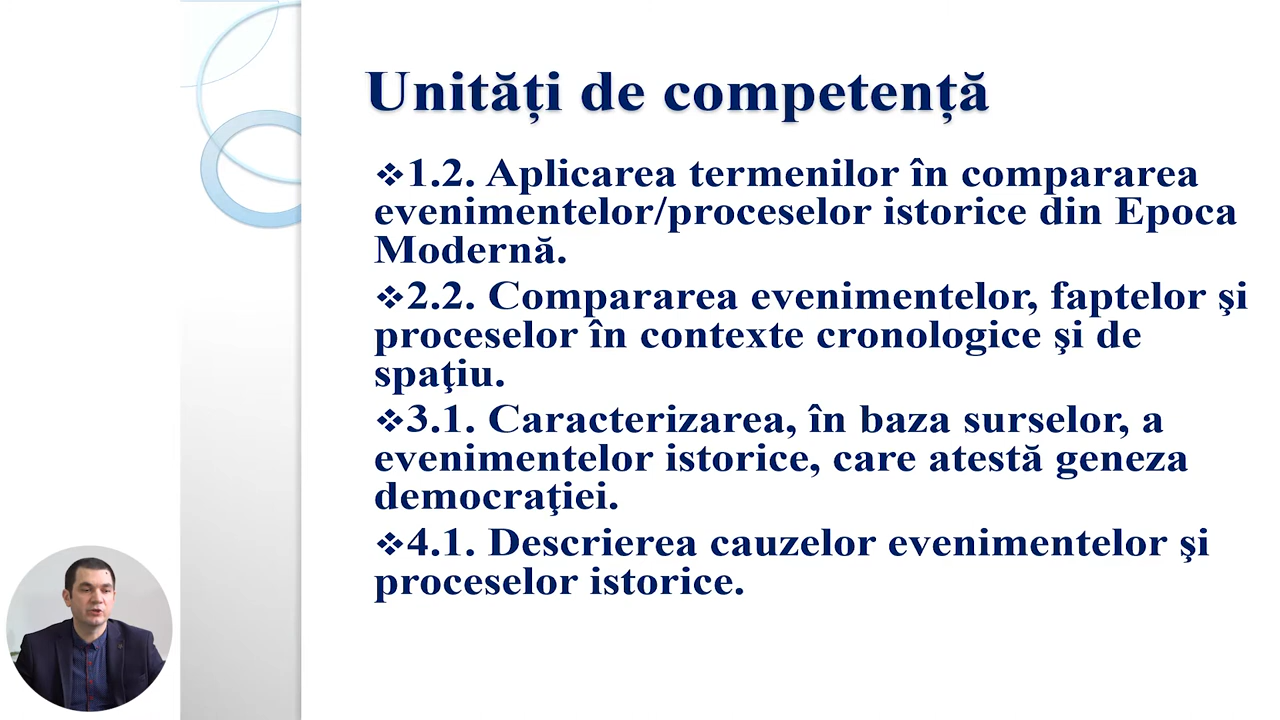 Unități de competență
❖1.2. Aplicarea termenilor în compararea
evenimentelor/proceselor istorice din Epoca
Modernă.
❖2.2. Compararea evenimentelor, faptelor şi
proceselor în contexte cronologice şi de
spaţiu.
❖3.1. Caracterizarea, în baza surselor, a
evenimentelor istorice, care atestă geneza
democraţiei.
❖4.1. Descrierea cauzelor evenimentelor şi
proceselor istorice.